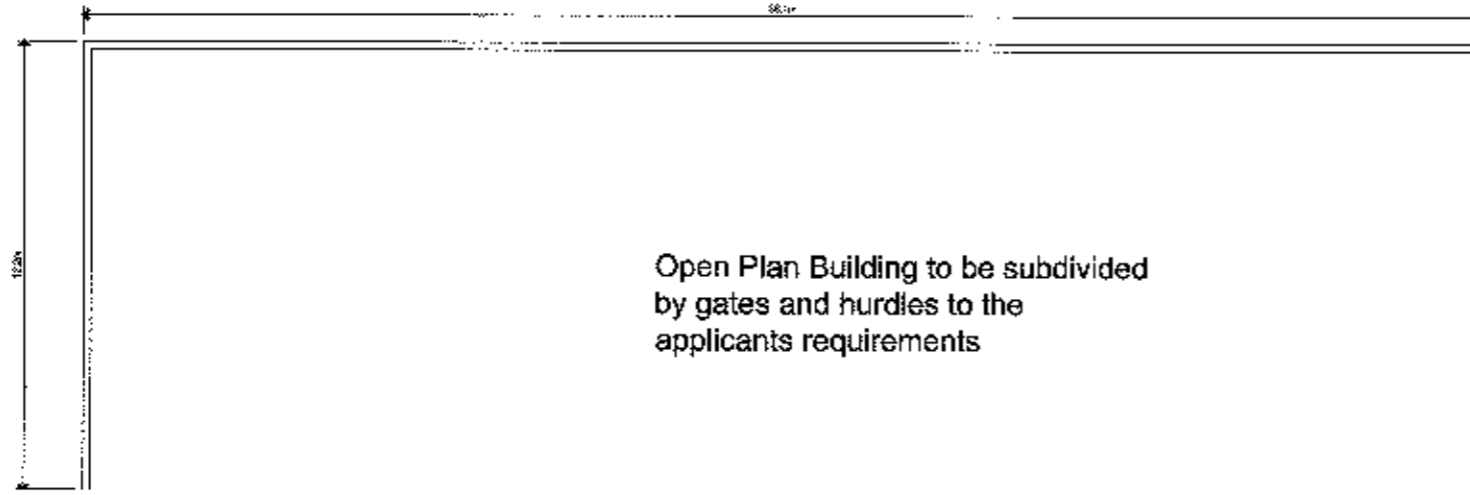 Open Plan Building to be subdivided
by gates and hurdles to the
applicants requirements